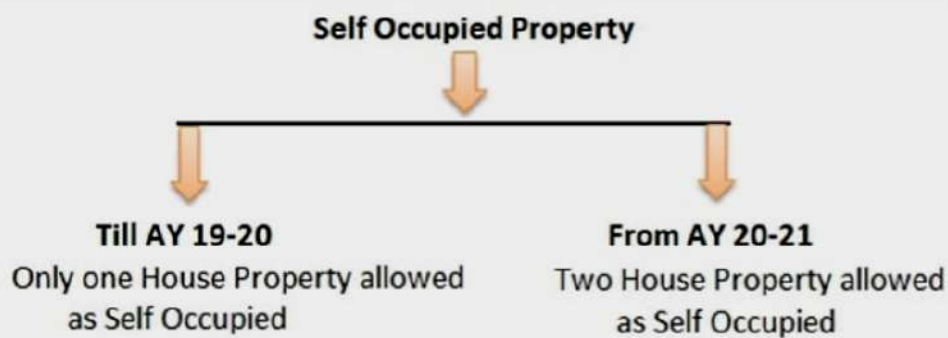 Self Occupied Property
Till AY 19-20
Only one House Property allowed
as Self Occupied
From AY 20-21
Two House Property allowed
as Self Occupied